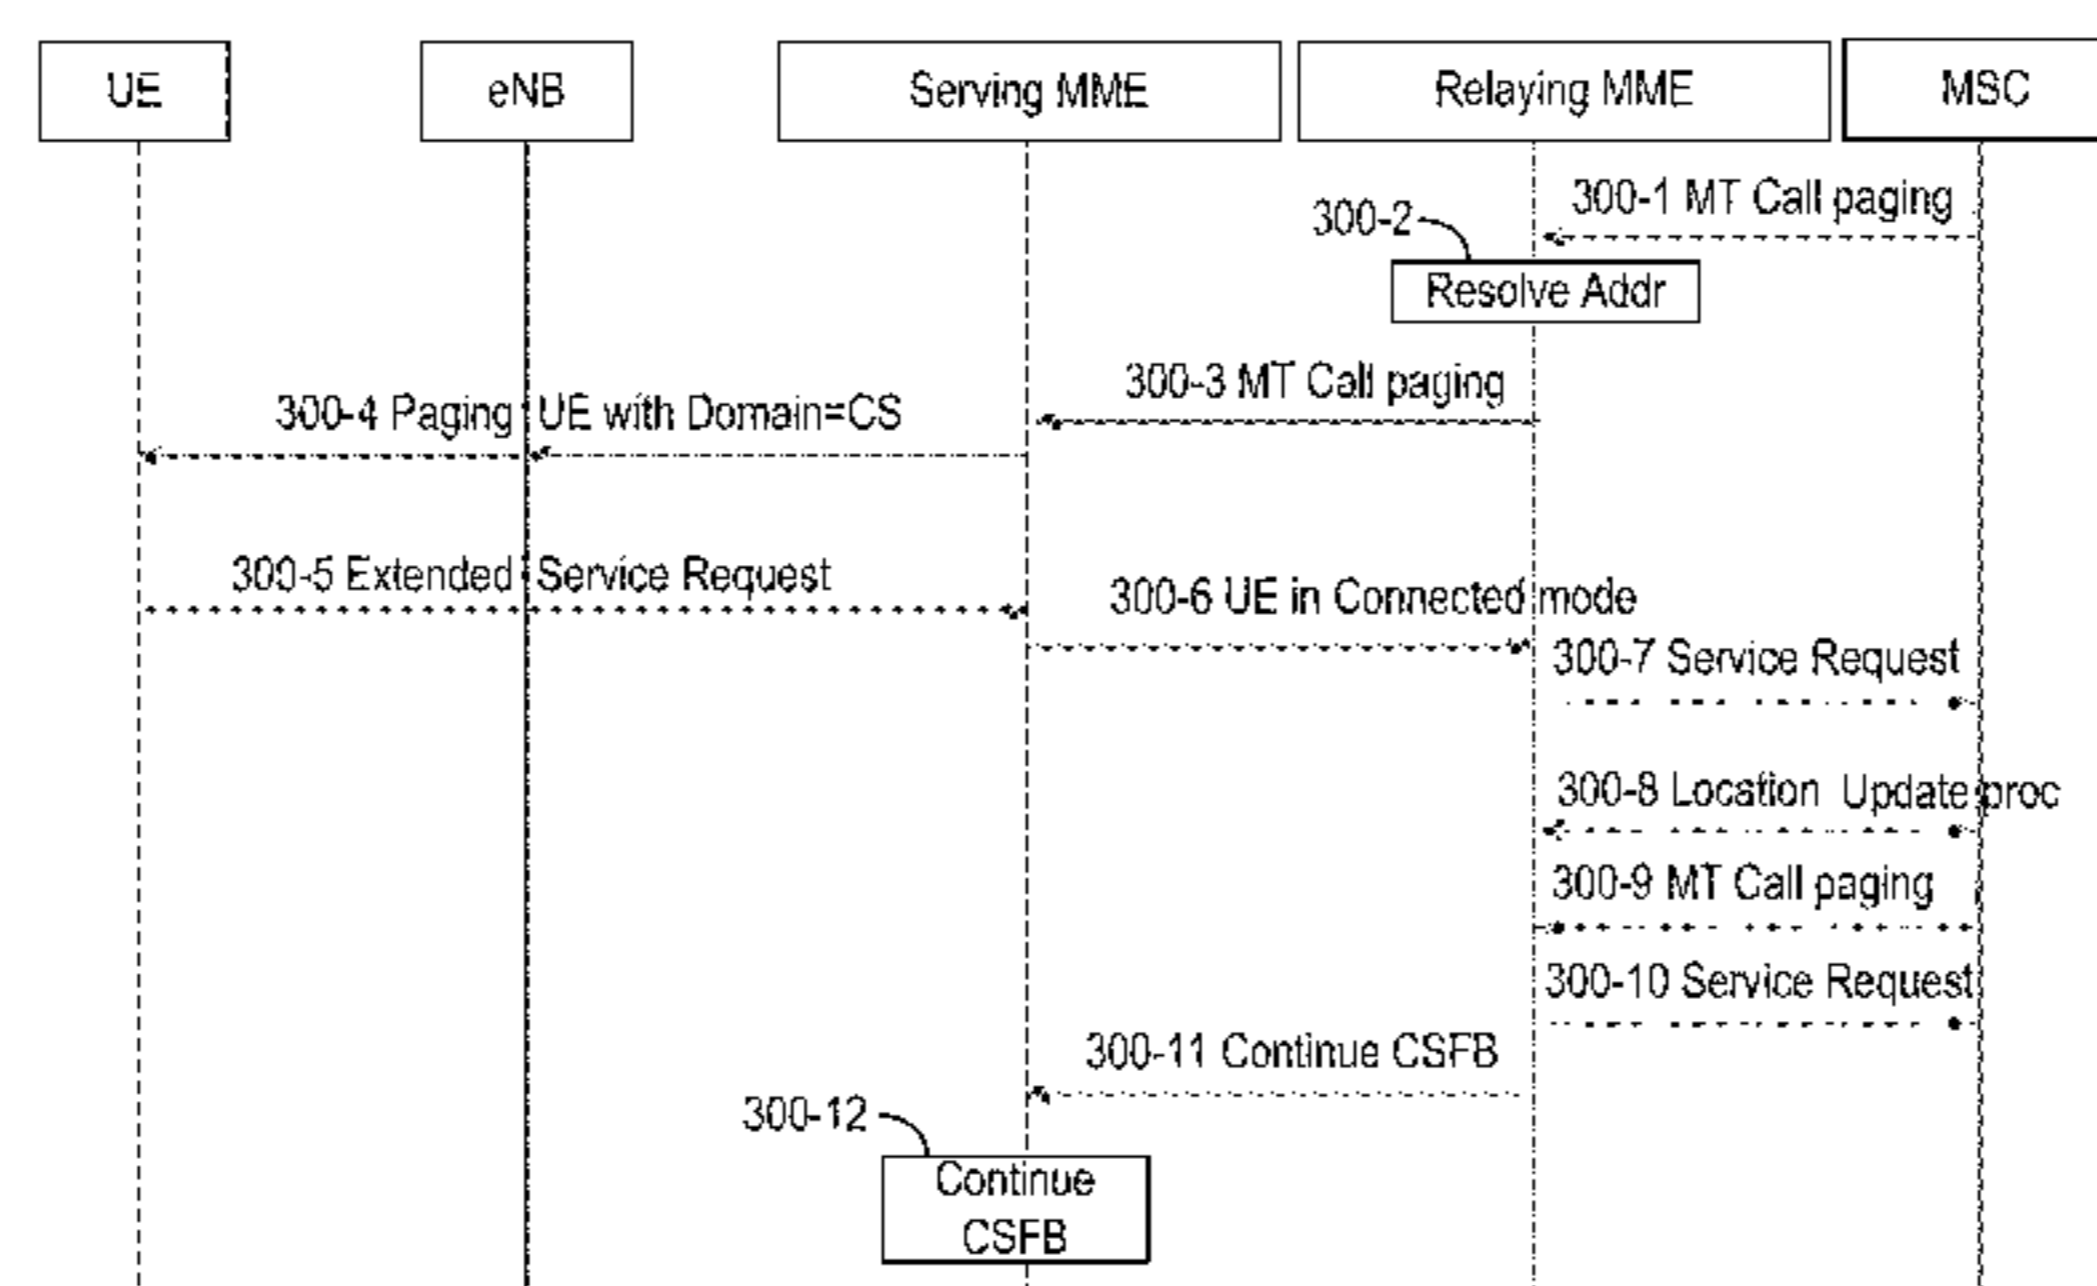 UE
eNB
Serving MME
Relaying MME
MSC
300-1 MT Call paging
300-2
Resolve Addr
300-3 MT Call paging
300-4 Paging UE with Domain=CS
300-5 Extended Service Request
300-6 UE in Connected mode
300-7 Service Request
300-8 Location Update proc
300-9 MT Call paging
300-10 Service Request
300-11 Continue CSFB
300-12
Continue
CSFB